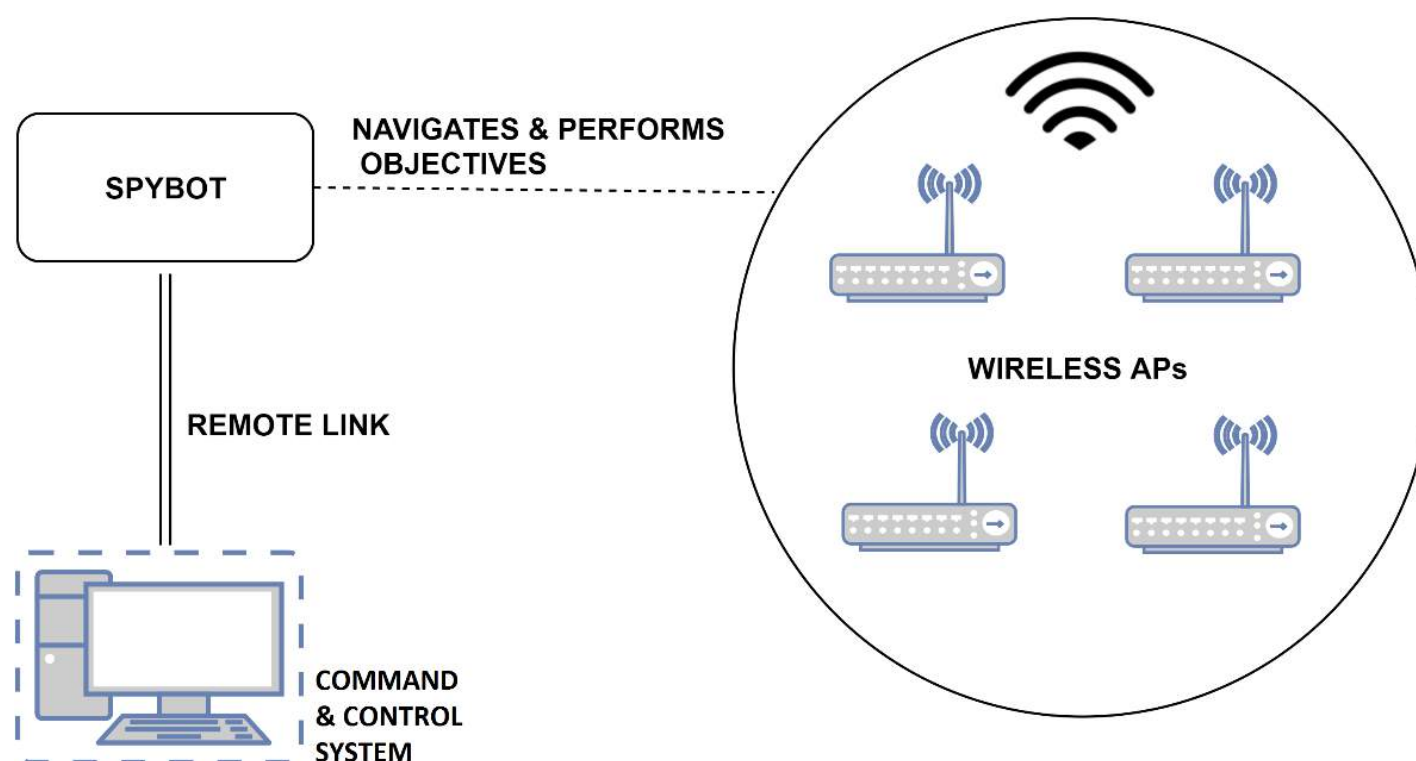 NAVIGATES & PERFORMS
OBJECTIVES
SPYBOT
WIRELESS APs
REMOTE LINK
COMMAND
& CONTROL
SYSTEM